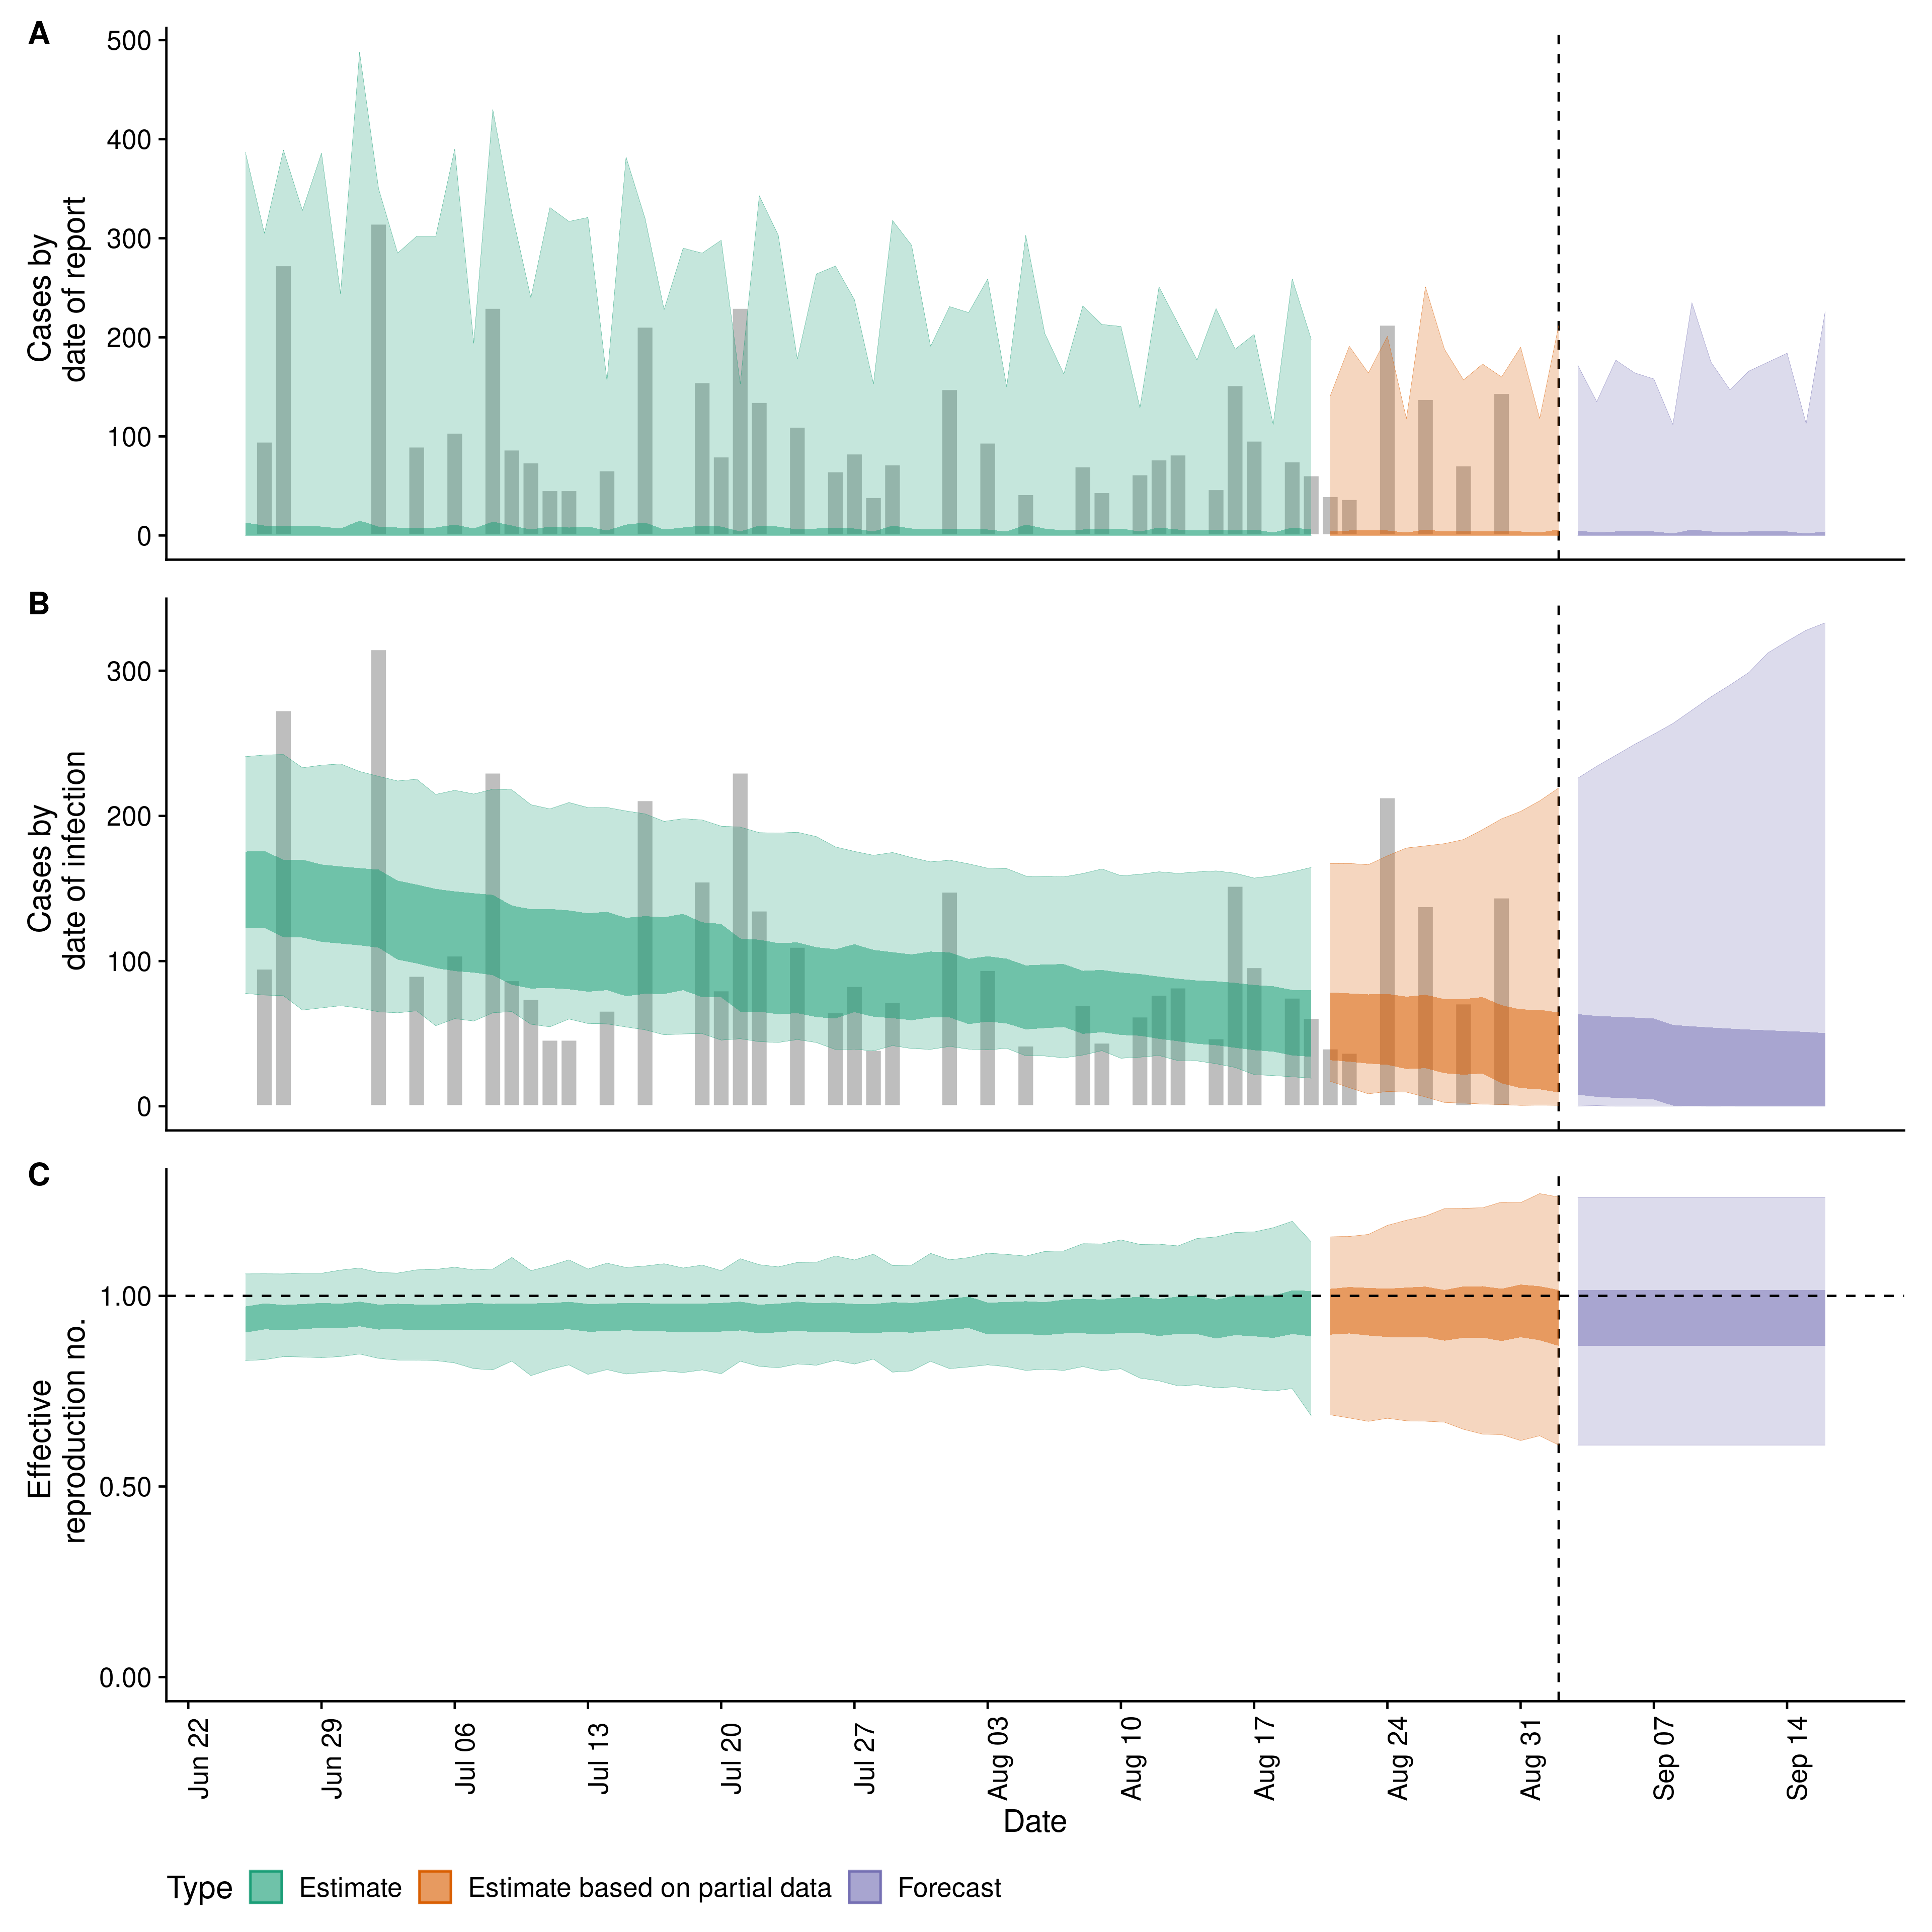 A
500
400
300
200
100
0
Cases by
date of report
B
300
200
100
0
Cases by
date of infection
C
1.00
0.50
0.00
Effective
reproduction no.
Jun 22
Jun 29
Jul 06
Jul 13
Jul 20
Jul 27
Aug 03
Aug 10
Aug 17
Aug 24
Aug 31
Sep 07
Sep 14
Date
Type Estimate Estimate based on partial data Forecast